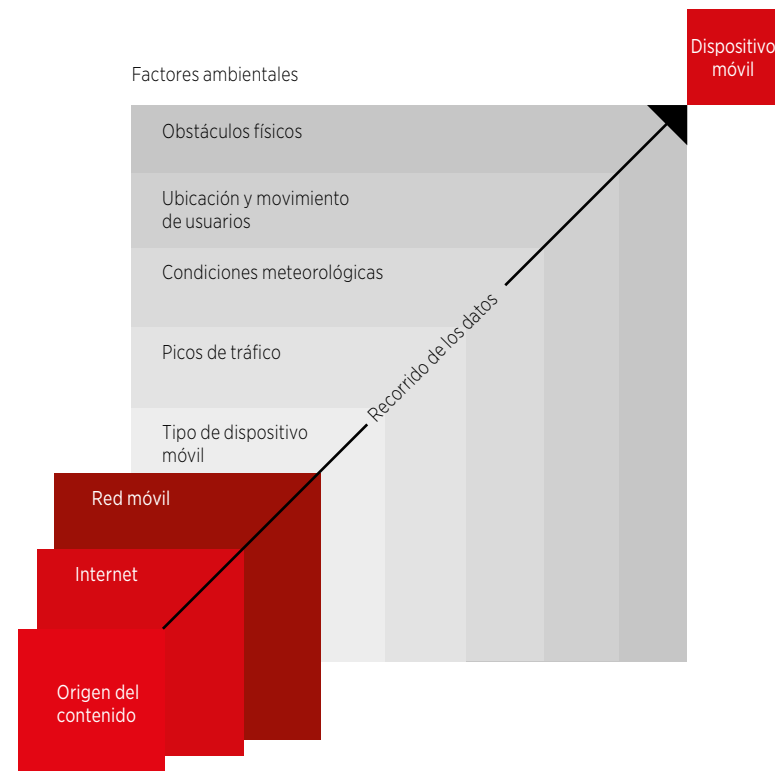 Dispositivo
móvil
Factores ambientales
Obstáculos físicos
Ubicación y movimiento
de usuarios
Condiciones meteorológicas
Picos de tráfico
Recorrido de los datos
Tipo de dispositivo
móvil
Red móvil
Internet
Origen del
contenido